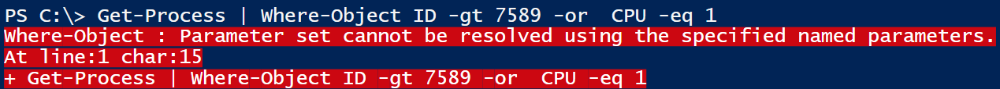 PS C:\> Get-Process | Where-Object ID -gt 7589 -or  CPU -eq 1
Where-Object : Parameter set cannot be resolved using the specified named parameters.
At line:1 char:15
+ Get-Process | Where-Object ID -gt 7589 -or  CPU -eq 1